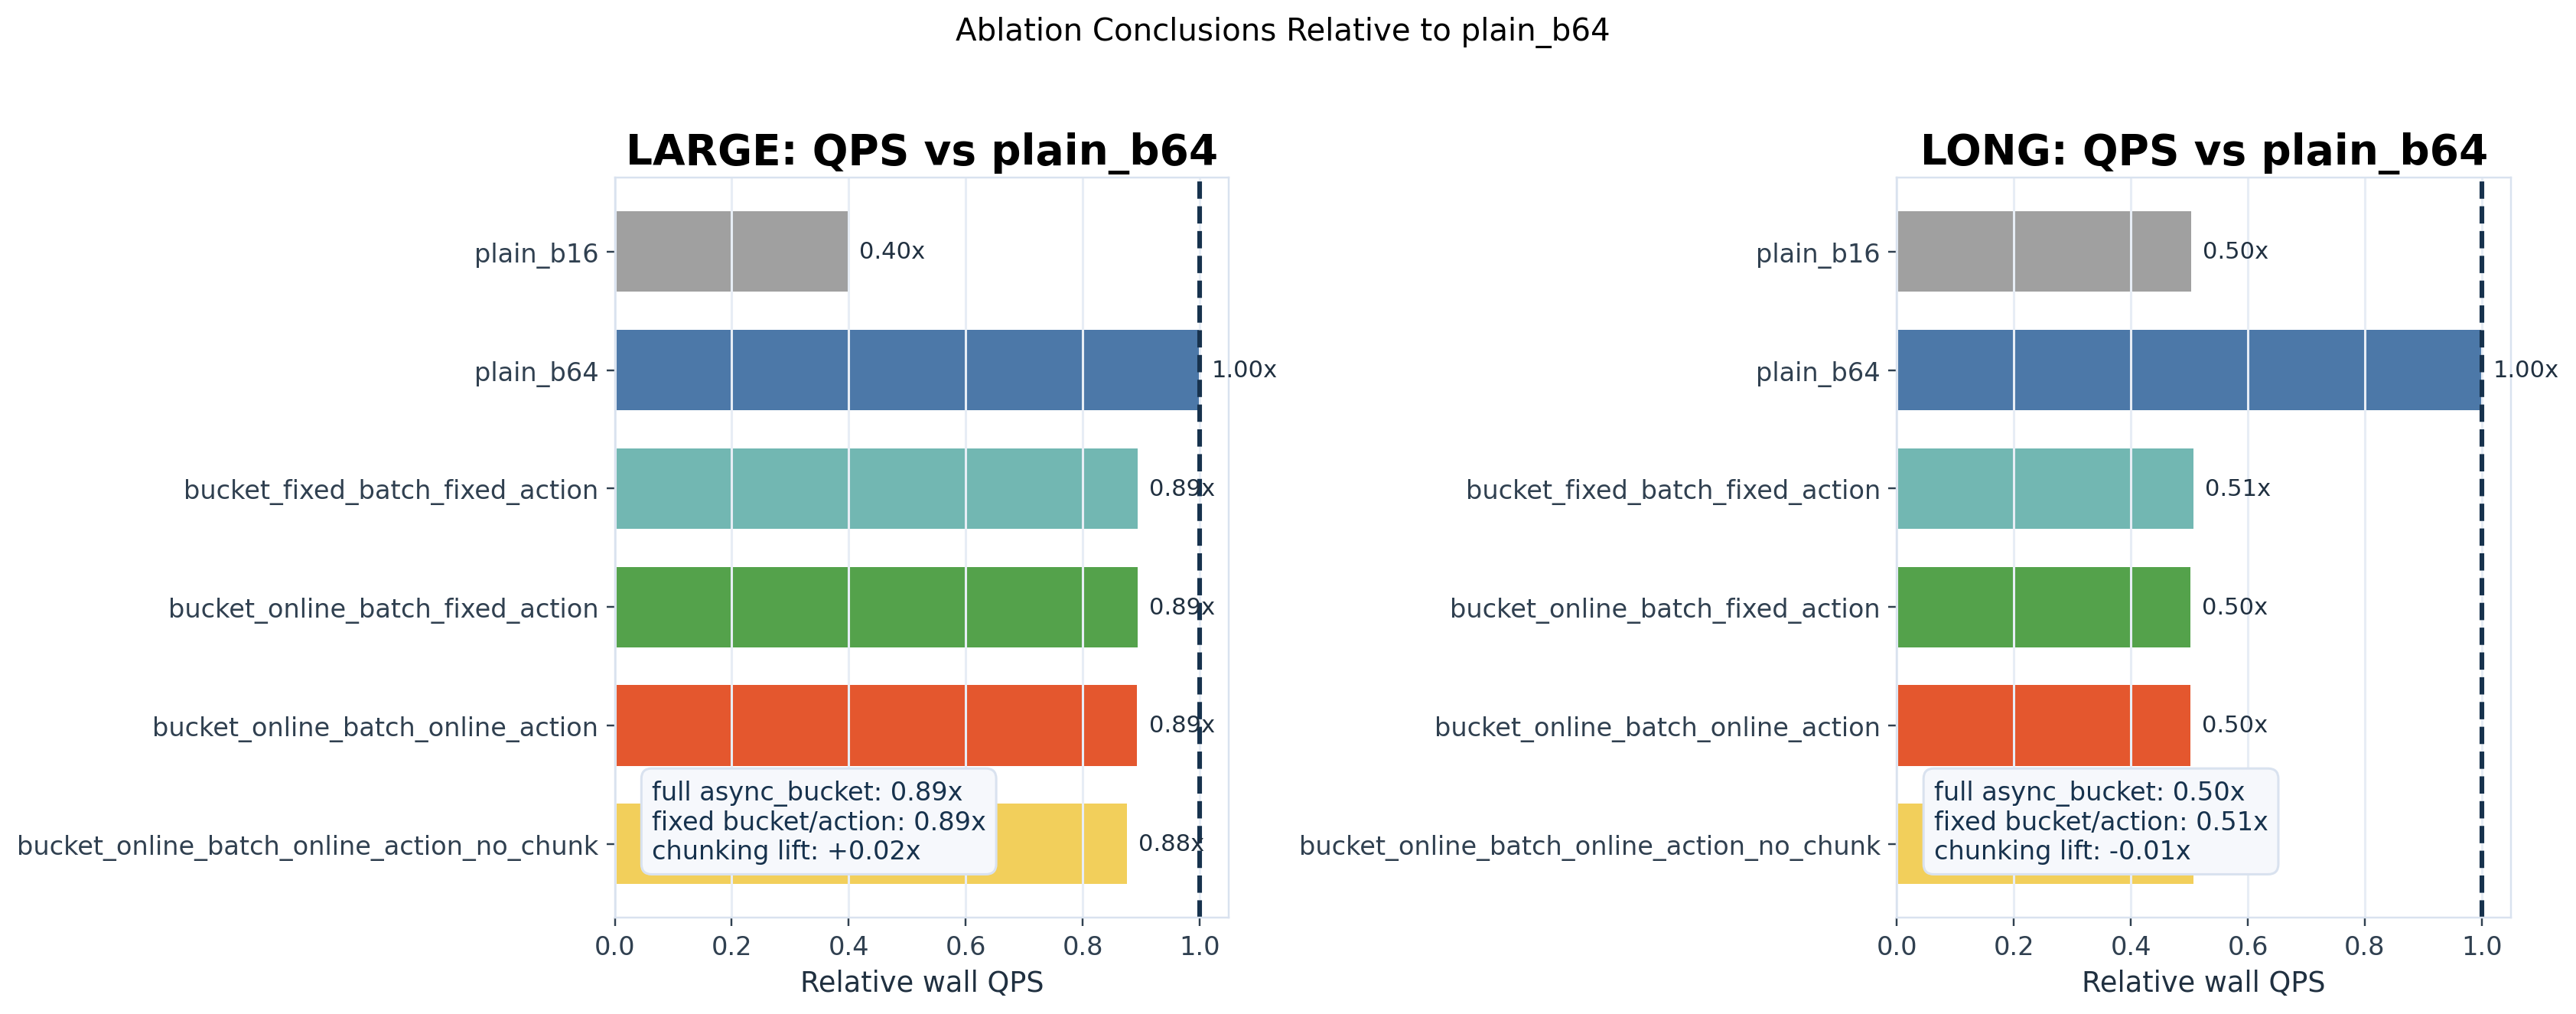 Ablation Conclusions Relative to plain_b64
LARGE: QPS vs plain_b64
plain_b16
0.40x
plain_b64
1.00x
bucket_fixed_batch_fixed_action
0.89x
bucket_online_batch_fixed_action
0.89x
bucket_online_batch_online_action
0.89x
bucket_online_batch_online_action_no_chunk
0.88x
full async_bucket: 0.89x
fixed bucket/action: 0.89x
chunking lift: +0.02x
0.0 0.2 0.4 0.6 0.8 1.0
Relative wall QPS
LONG: QPS vs plain_b64
plain_b16
0.50x
plain_b64
1.00x
bucket_fixed_batch_fixed_action
0.51x
bucket_online_batch_fixed_action
0.50x
bucket_online_batch_online_action
0.50x
bucket_online_batch_online_action_no_chunk
full async_bucket: 0.50x
fixed bucket/action: 0.51x
chunking lift: -0.01x
0.0 0.2 0.4 0.6 0.8 1.0
Relative wall QPS